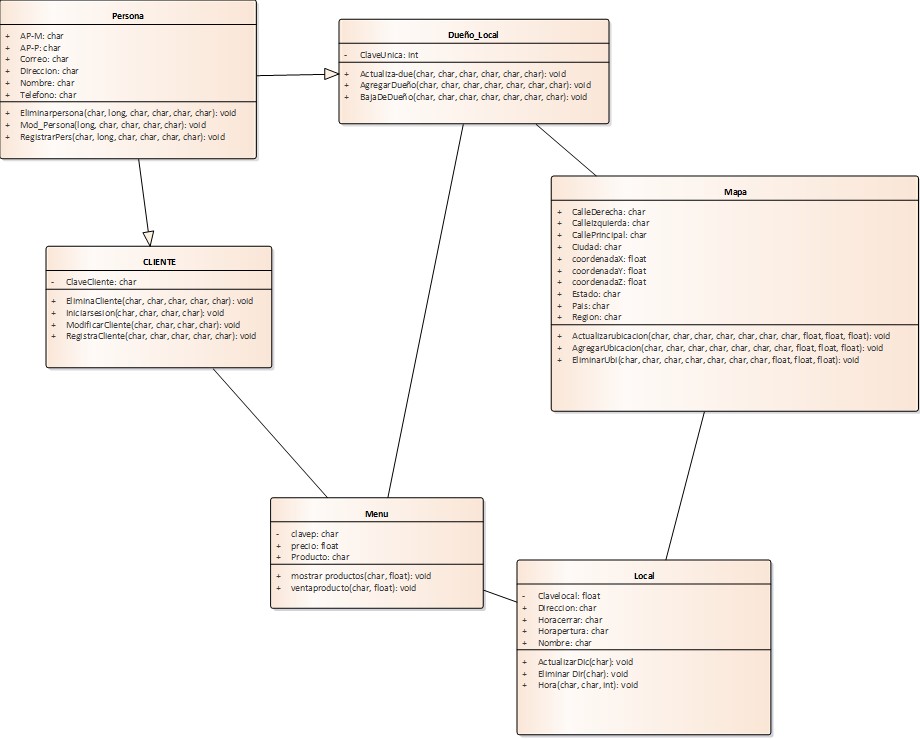 Persona
+ AP-M: char
+ AP-P: char
+ Correo: char
+ Direccion: char
+ Nombre: char
+ Telefono: char
+ Eliminarpersona(char, long, char, char, char, char): void
+ Mod_Persona(long, char, char, char, char): void
+ RegistrarPers(char, long, char, char, char, char): void
Dueño_Local
- ClaveUnica: int
+ Actualiza-due(char, char, char, char, char, char): void
+ AgregarDueño(char, char, char, char, char, char, char): void
+ BajaDeDueño(char, char, char, char, char, char, char): void
Mapa
+ CalleDerecha: char
+ CalleIzquierda: char
+ CallePrincipal: char
+ Ciudad: char
+ coordenadaX: float
+ coordenadaY: float
+ coordenadaZ: float
+ Estado: char
+ Pais: char
+ Region: char
+ Actualizarubicacion(char, char, char, char, char, char, char, float, float, float): void
+ AgregarUbicacion(char, char, char, char, char, char, char, float, float, float): void
+ EliminarUbi(char, char, char, char, char, char, char, float, float, float): void
CLIENTE
- ClaveCliente: char
+ EliminaCliente(char, char, char, char, char): void
+ Iniciarsesion(char, char, char, char): void
+ ModificarCliente(char, char, char, char): void
+ RegistraCliente(char, char, char, char, char): void
Menu
- clavep: char
+ precio: float
+ Producto: char
+ mostrar productos(char, float): void
+ ventaproducto(char, float): void
Local
- Clavelocal: float
+ Direccion: char
+ Horacerrar: char
+ Horapertura: char
+ Nombre: char
+ ActualizarDic(char): void
+ Eliminar Dir(char): void
+ Hora(char, char, int): void